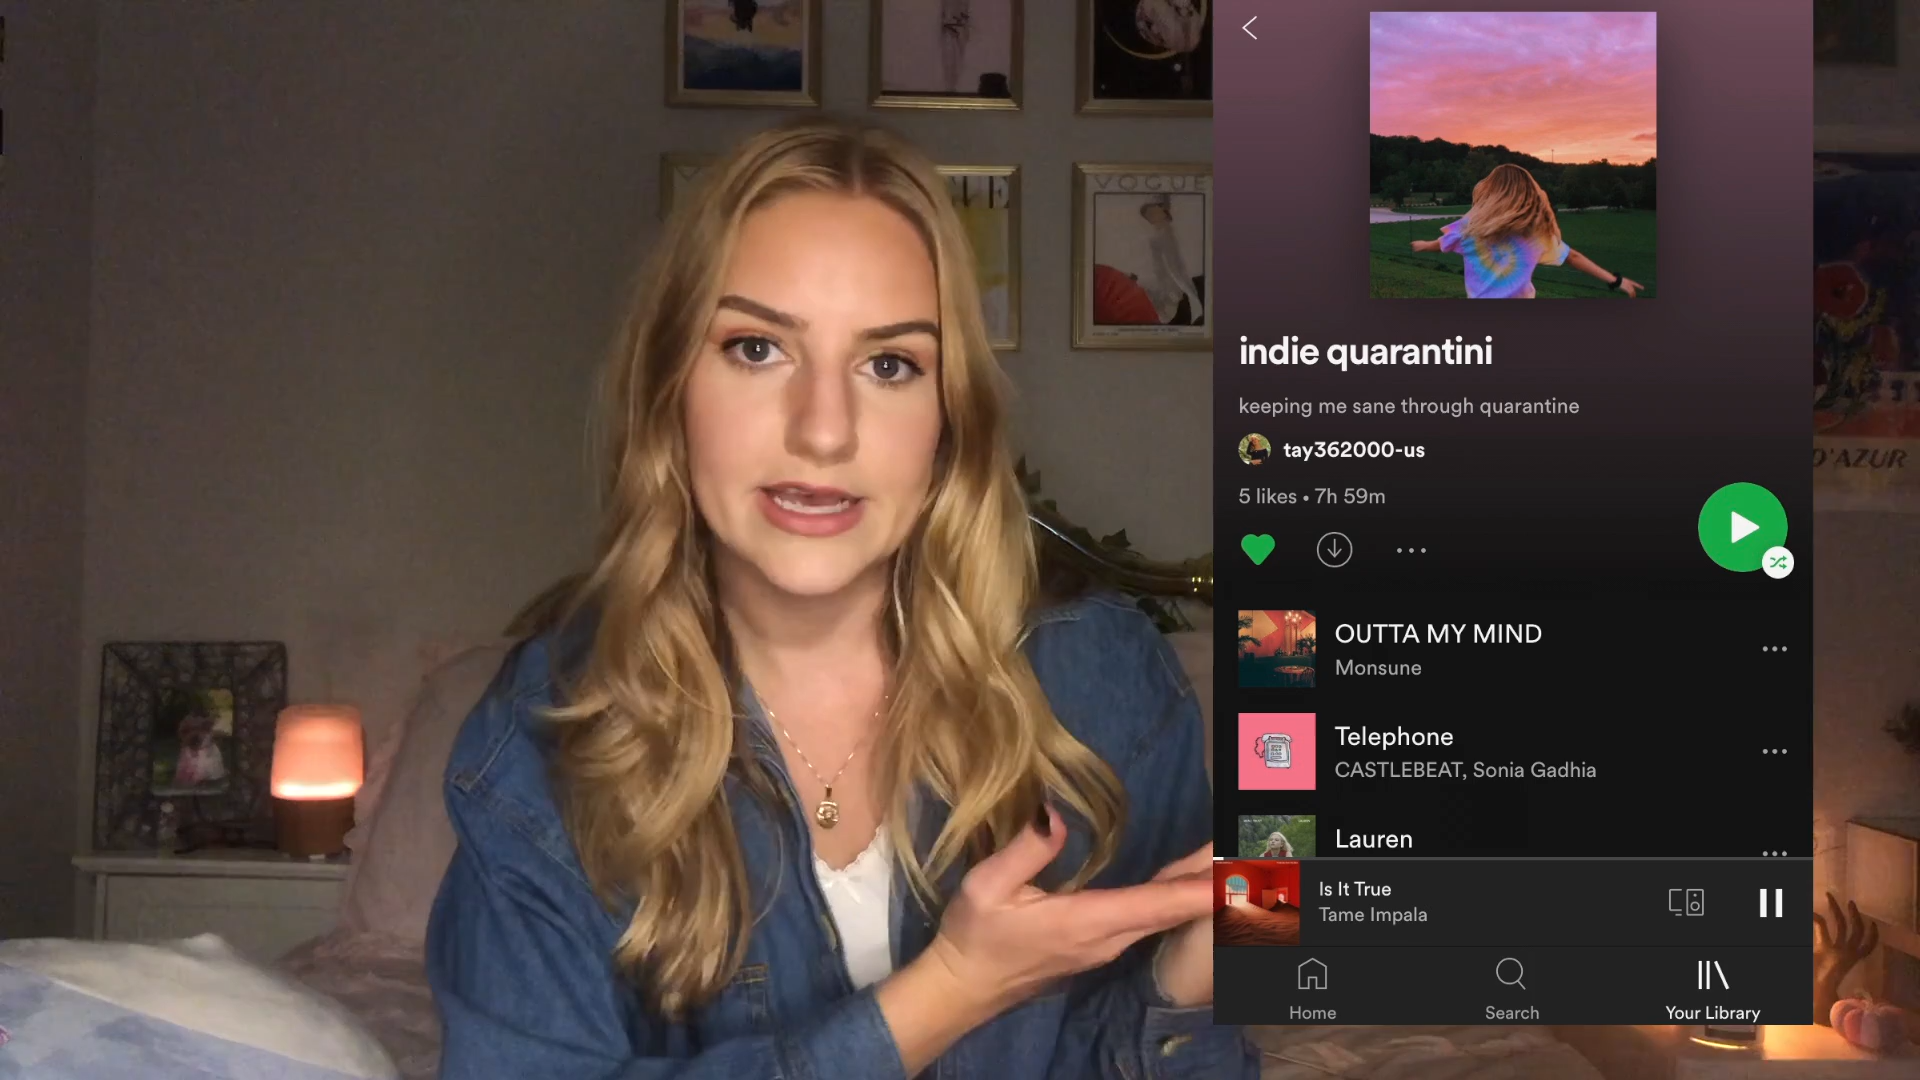 VOGUE
D'AZUR
indie quarantini
keeping me sane through quarantine
tay362000-us
5 likes • 7h 59m
OUTTA MY MIND
Monsune
Telephone
CASTLEBEAT, Sonia Gadhia
Lauren
Is It True
Tame Impala
Home
Search
Your Library